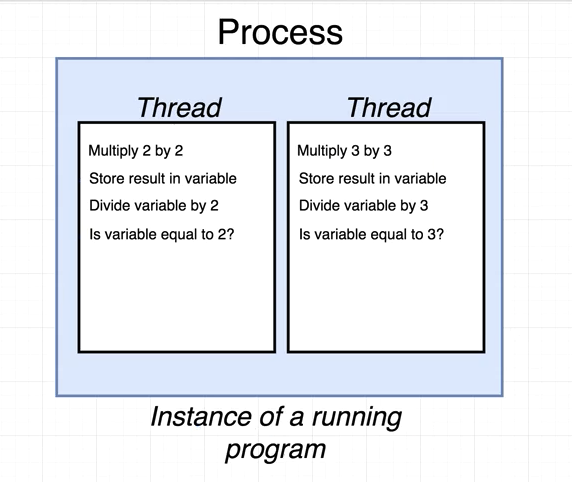 Process
Thread
Multiply 2 by 2
Store result in variable
Divide variable by 2
Is variable equal to 2?
Thread
Multiply 3 by 3
Store result in variable
Divide variable by 3
Is variable equal to 3?
Instance of a running
program